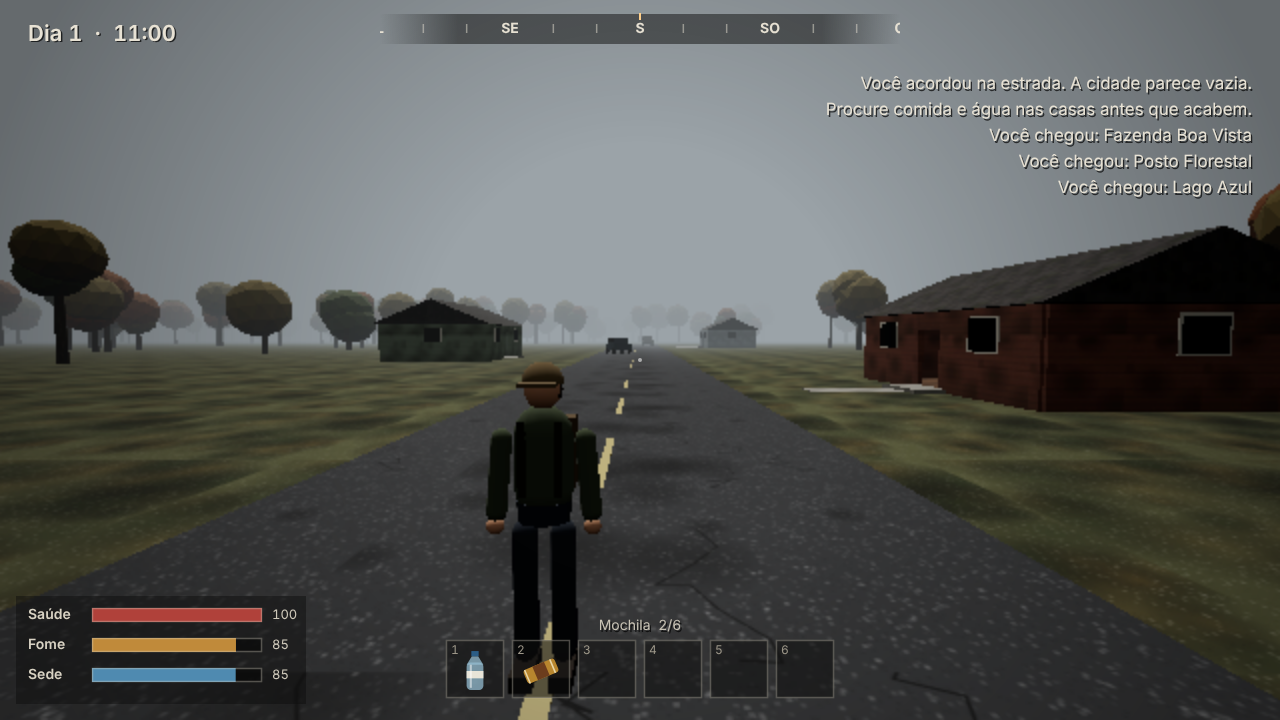 Dia 1 · 11:00
SE S SO
Você acordou na estrada. A cidade parece vazia.
Procure comida e água nas casas antes que acabem.
Você chegou: Fazenda Boa Vista
Você chegou: Posto Florestal
Você chegou: Lago Azul
Saúde 100
Fome 85
Sede 85
Mochila 2/6
1 2 3 4 5 6